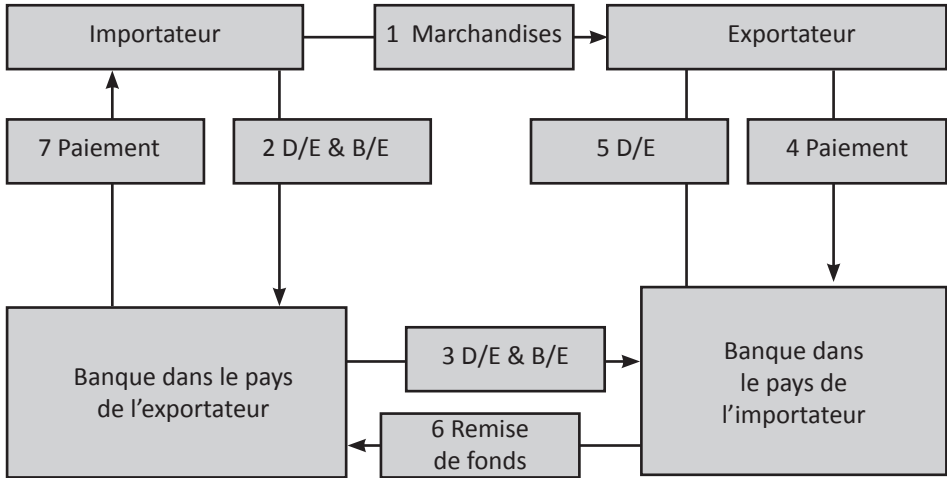 Importateur
1 Marchandises
Exportateur
7 Paiement
2 D/E & B/E
5 D/E
4 Paiement
Banque dans le pays
de l’exportateur
3 D/E & B/E
Banque dans
le pays de
l’importateur
6 Remise
de fonds